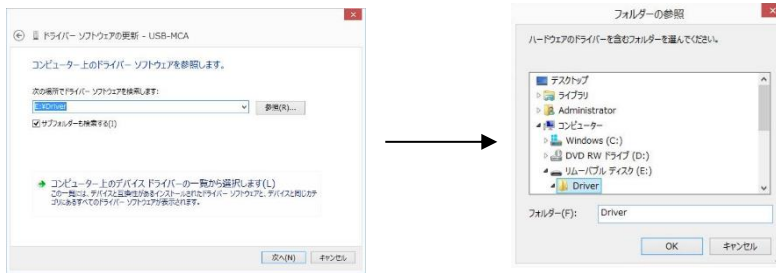 ドライバー ソフトウェアの更新 - USB-MCA
コンピューター上のドライバー ソフトウェアを参照します。
次の場所でドライバー ソフトウェアを検索します:
E:¥Driver
参照(R)...
サブフォルダーも検索する(I)
コンピューター上のデバイス ドライバーの一覧から選択します(L)
この一覧には、デバイスと互換性があるインストールされたドライバー ソフトウェアと、デバイスと同じカテ
ゴリにあるすべてのドライバー ソフトウェアが表示されます。
次へ(N)
キャンセル
フォルダーの参照
ハードウェアのドライバーを含むフォルダーを選んでください。
デスクトップ
ライブラリ
Administrator
コンピューター
Windows (C:)
DVD RW ドライブ (D:)
リムーバブル ディスク (E:)
Driver
フォルダー(F):
Driver
OK
キャンセル